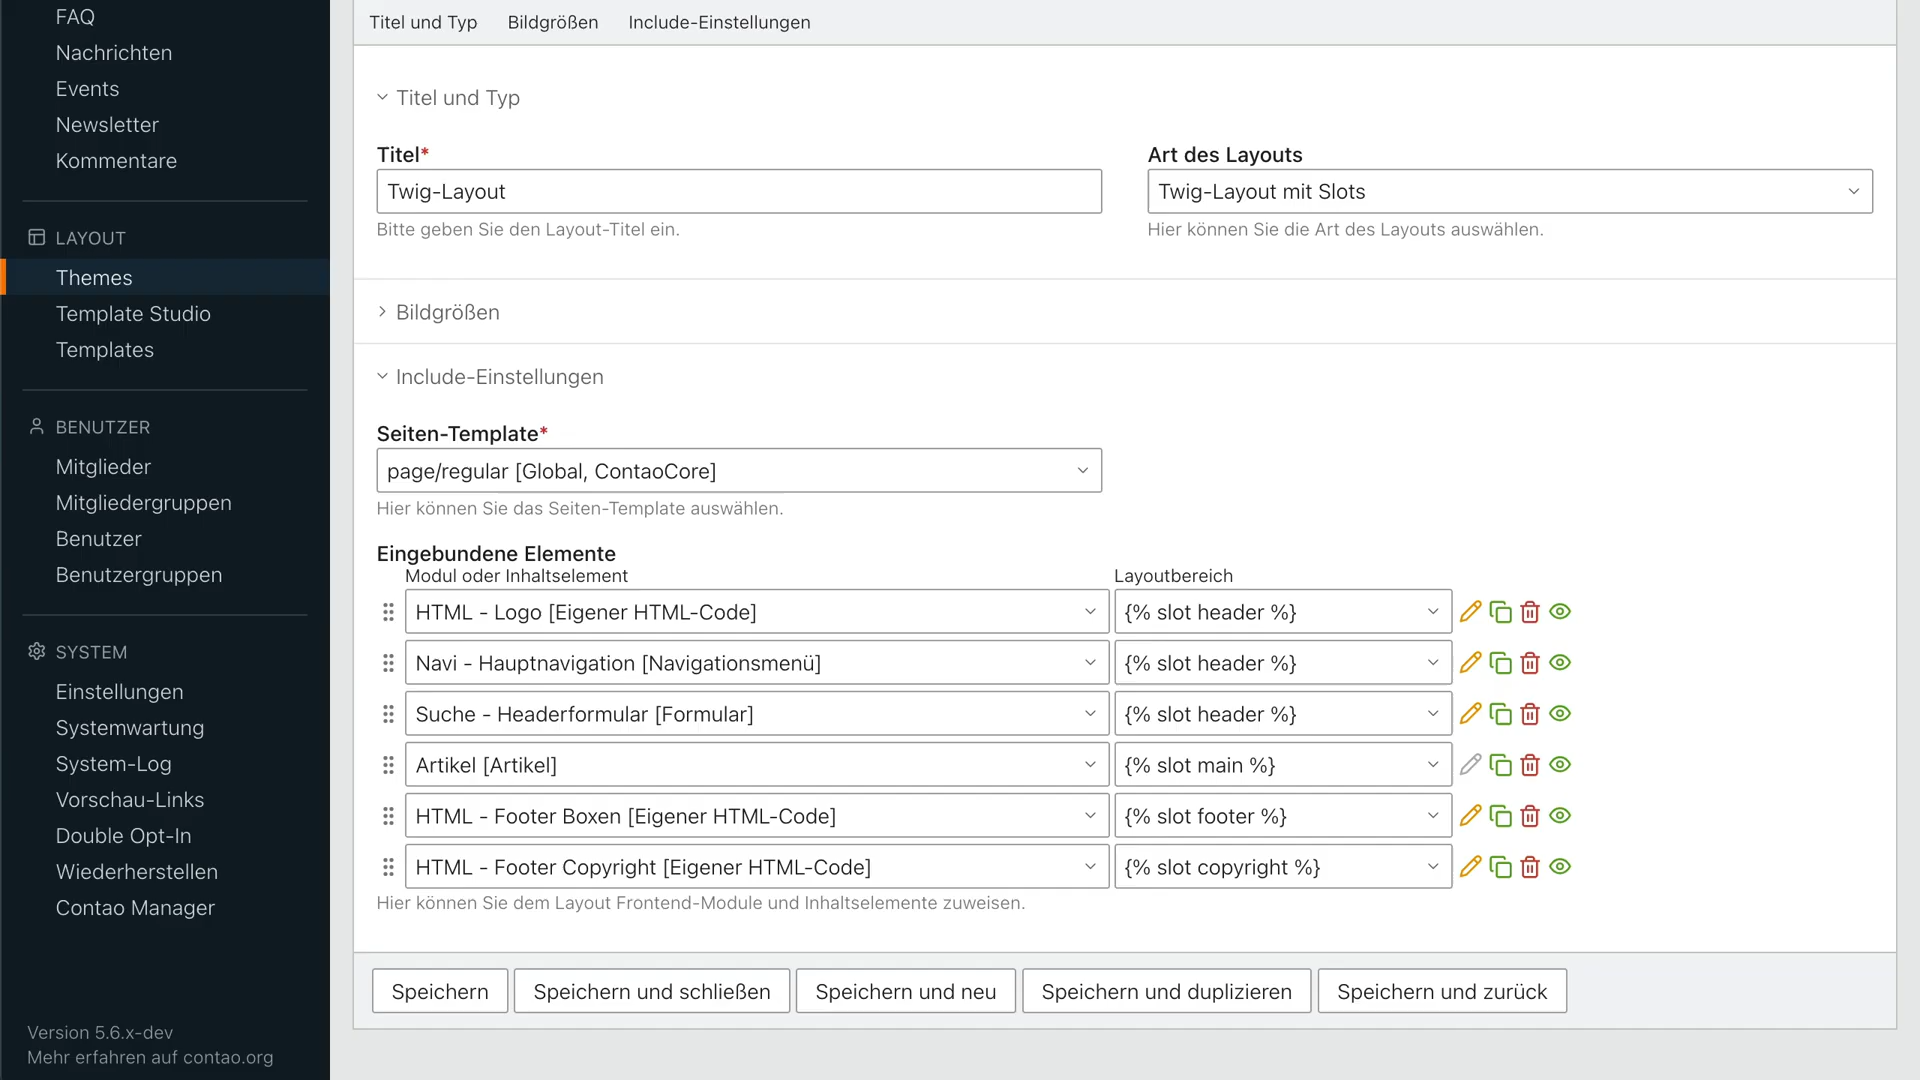 FAQ
Nachrichten
Events
Newsletter
Kommentare
LAYOUT
Themes
Template Studio
Templates
BENUTZER
Mitglieder
Mitgliedergruppen
Benutzer
Benutzergruppen
SYSTEM
Einstellungen
Systemwartung
System-Log
Vorschau-Links
Double Opt-In
Wiederherstellen
Contao Manager
Version 5.6.x-dev
Mehr erfahren auf contao.org
Titel und Typ Bildgrößen Include-Einstellungen
Titel und Typ
Titel* Art des Layouts
Twig-Layout Twig-Layout mit Slots
Bitte geben Sie den Layout-Titel ein. Hier können Sie die Art des Layouts auswählen.
Bildgrößen
Include-Einstellungen
Seiten-Template*
page/regular [Global, ContaoCore]
Hier können Sie das Seiten-Template auswählen.
Eingebundene Elemente
Modul oder Inhaltselement Layoutbereich
HTML - Logo [Eigener HTML-Code] {% slot header %}
Navi - Hauptnavigation [Navigationsmenü] {% slot header %}
Suche - Headerformular [Formular] {% slot header %}
Artikel [Artikel] {% slot main %}
HTML - Footer Boxen [Eigener HTML-Code] {% slot footer %}
HTML - Footer Copyright [Eigener HTML-Code] {% slot copyright %}
Hier können Sie dem Layout Frontend-Module und Inhaltselemente zuweisen.
Speichern Speichern und schließen Speichern und neu Speichern und duplizieren Speichern und zurück